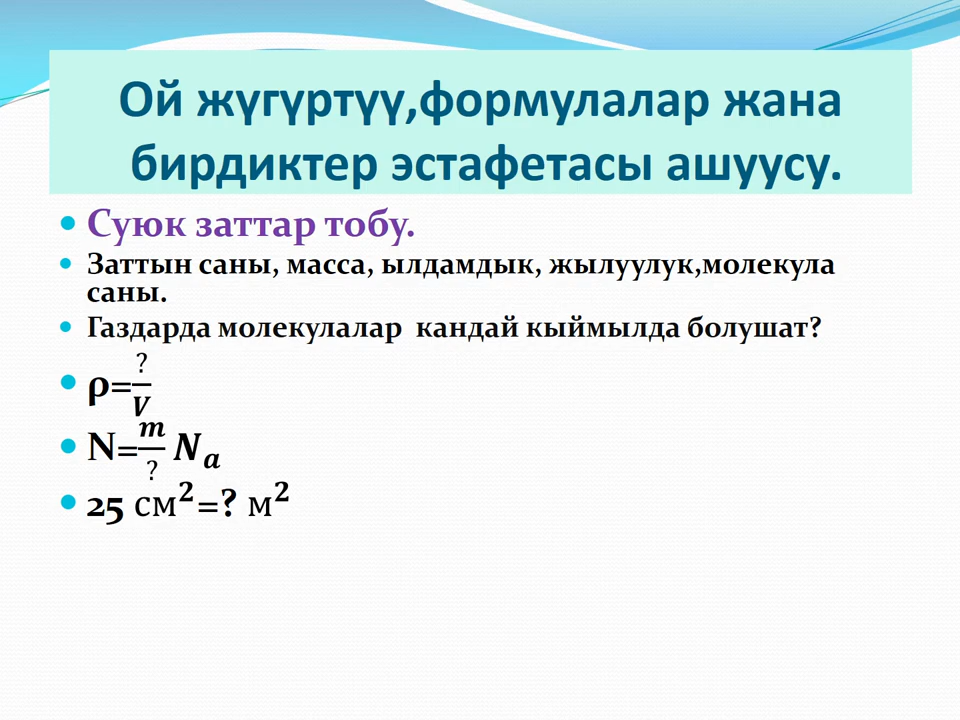 Ой жүгүртүү,формулалар жана
бирдиктер эстафетасы ашуусу.
• Суюк заттар тобу.
• Заттын саны, масса, ылдамдык, жылуулук,молекула
саны.
• Газдарда молекулалар кандай кыймылда болушат?
• ρ=?/V
• N=m/? Nₐ
• 25 см²=? м²